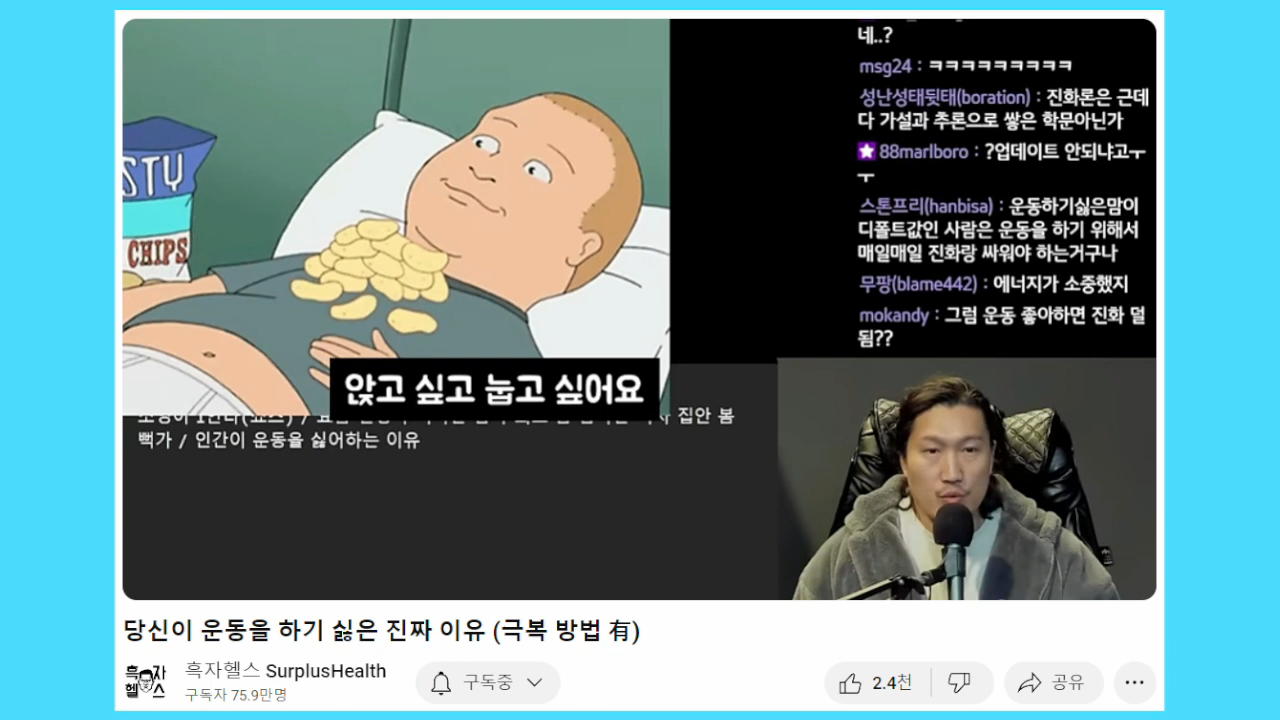 네..?
msg24 : ㅋㅋㅋㅋㅋㅋㅋㅋㅋ
성난성태뒷태(boration) : 진화론은 근데
다 가설과 추론으로 쌓은 학문아닌가
88marlboro : ?업데이트 안되냐고ㅜ
ㅜ
스톤프리(hanbisa) : 운동하기싫은맘이
디폴트값인 사람은 운동을 하기 위해서
매일매일 진화랑 싸워야 하는거구나
무팡(blame442) : 에너지가 소중했지
mokandy : 그럼 운동 좋아하면 진화 덜
됨??
STY
CHIPS
앉고 싶고 눕고 싶어요
집안 봄
뻑가 / 인간이 운동을 싫어하는 이유
당신이 운동을 하기 싫은 진짜 이유 (극복 방법 有)
흑자헬스
흑자헬스 SurplusHealth
구독자 75.9만명
구독중
2.4천
공유